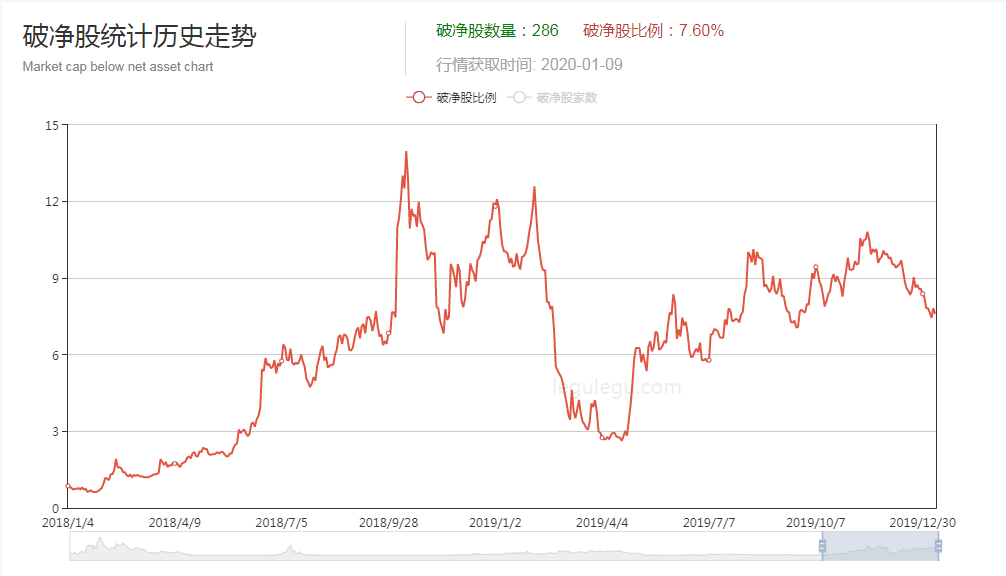 破净股统计历史走势
Market cap below net asset chart
破净股数量：286 破净股比例：7.60%
行情获取时间: 2020-01-09
破净股比例 破净股家数
15
12
9
6
3
0
legulegu.com
2018/1/4 2018/4/9 2018/7/5 2018/9/28 2019/1/2 2019/4/4 2019/7/7 2019/10/7 2019/12/30